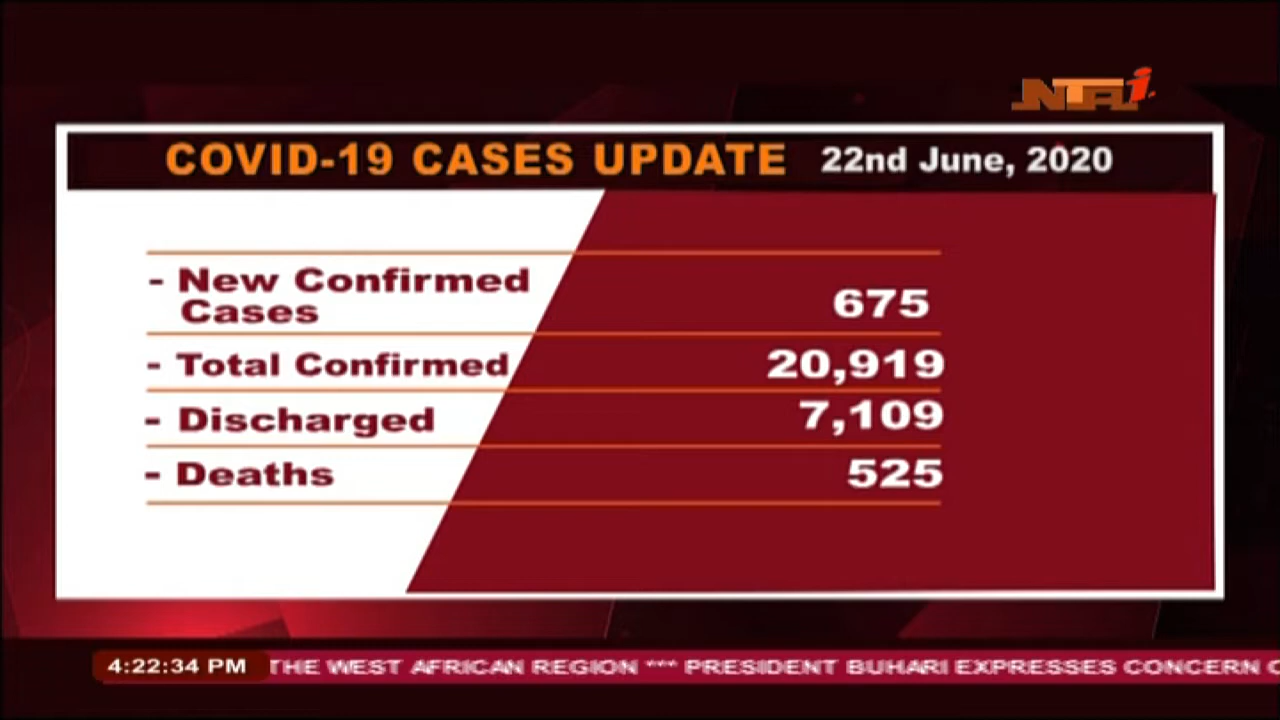 NTAi
COVID-19 CASES UPDATE 22nd June, 2020
- New Confirmed
Cases 675
- Total Confirmed 20,919
- Discharged 7,109
- Deaths 525
4:22:34 PM THE WEST AFRICAN REGION *** PRESIDENT BUHARI EXPRESSES CONCERN